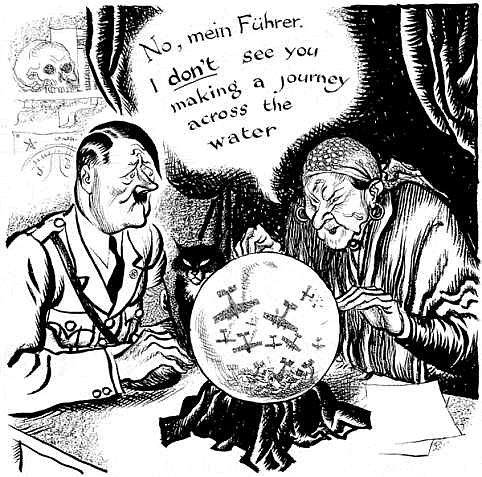 No, mein Führer.
I don't see you
making a journey
across the
water